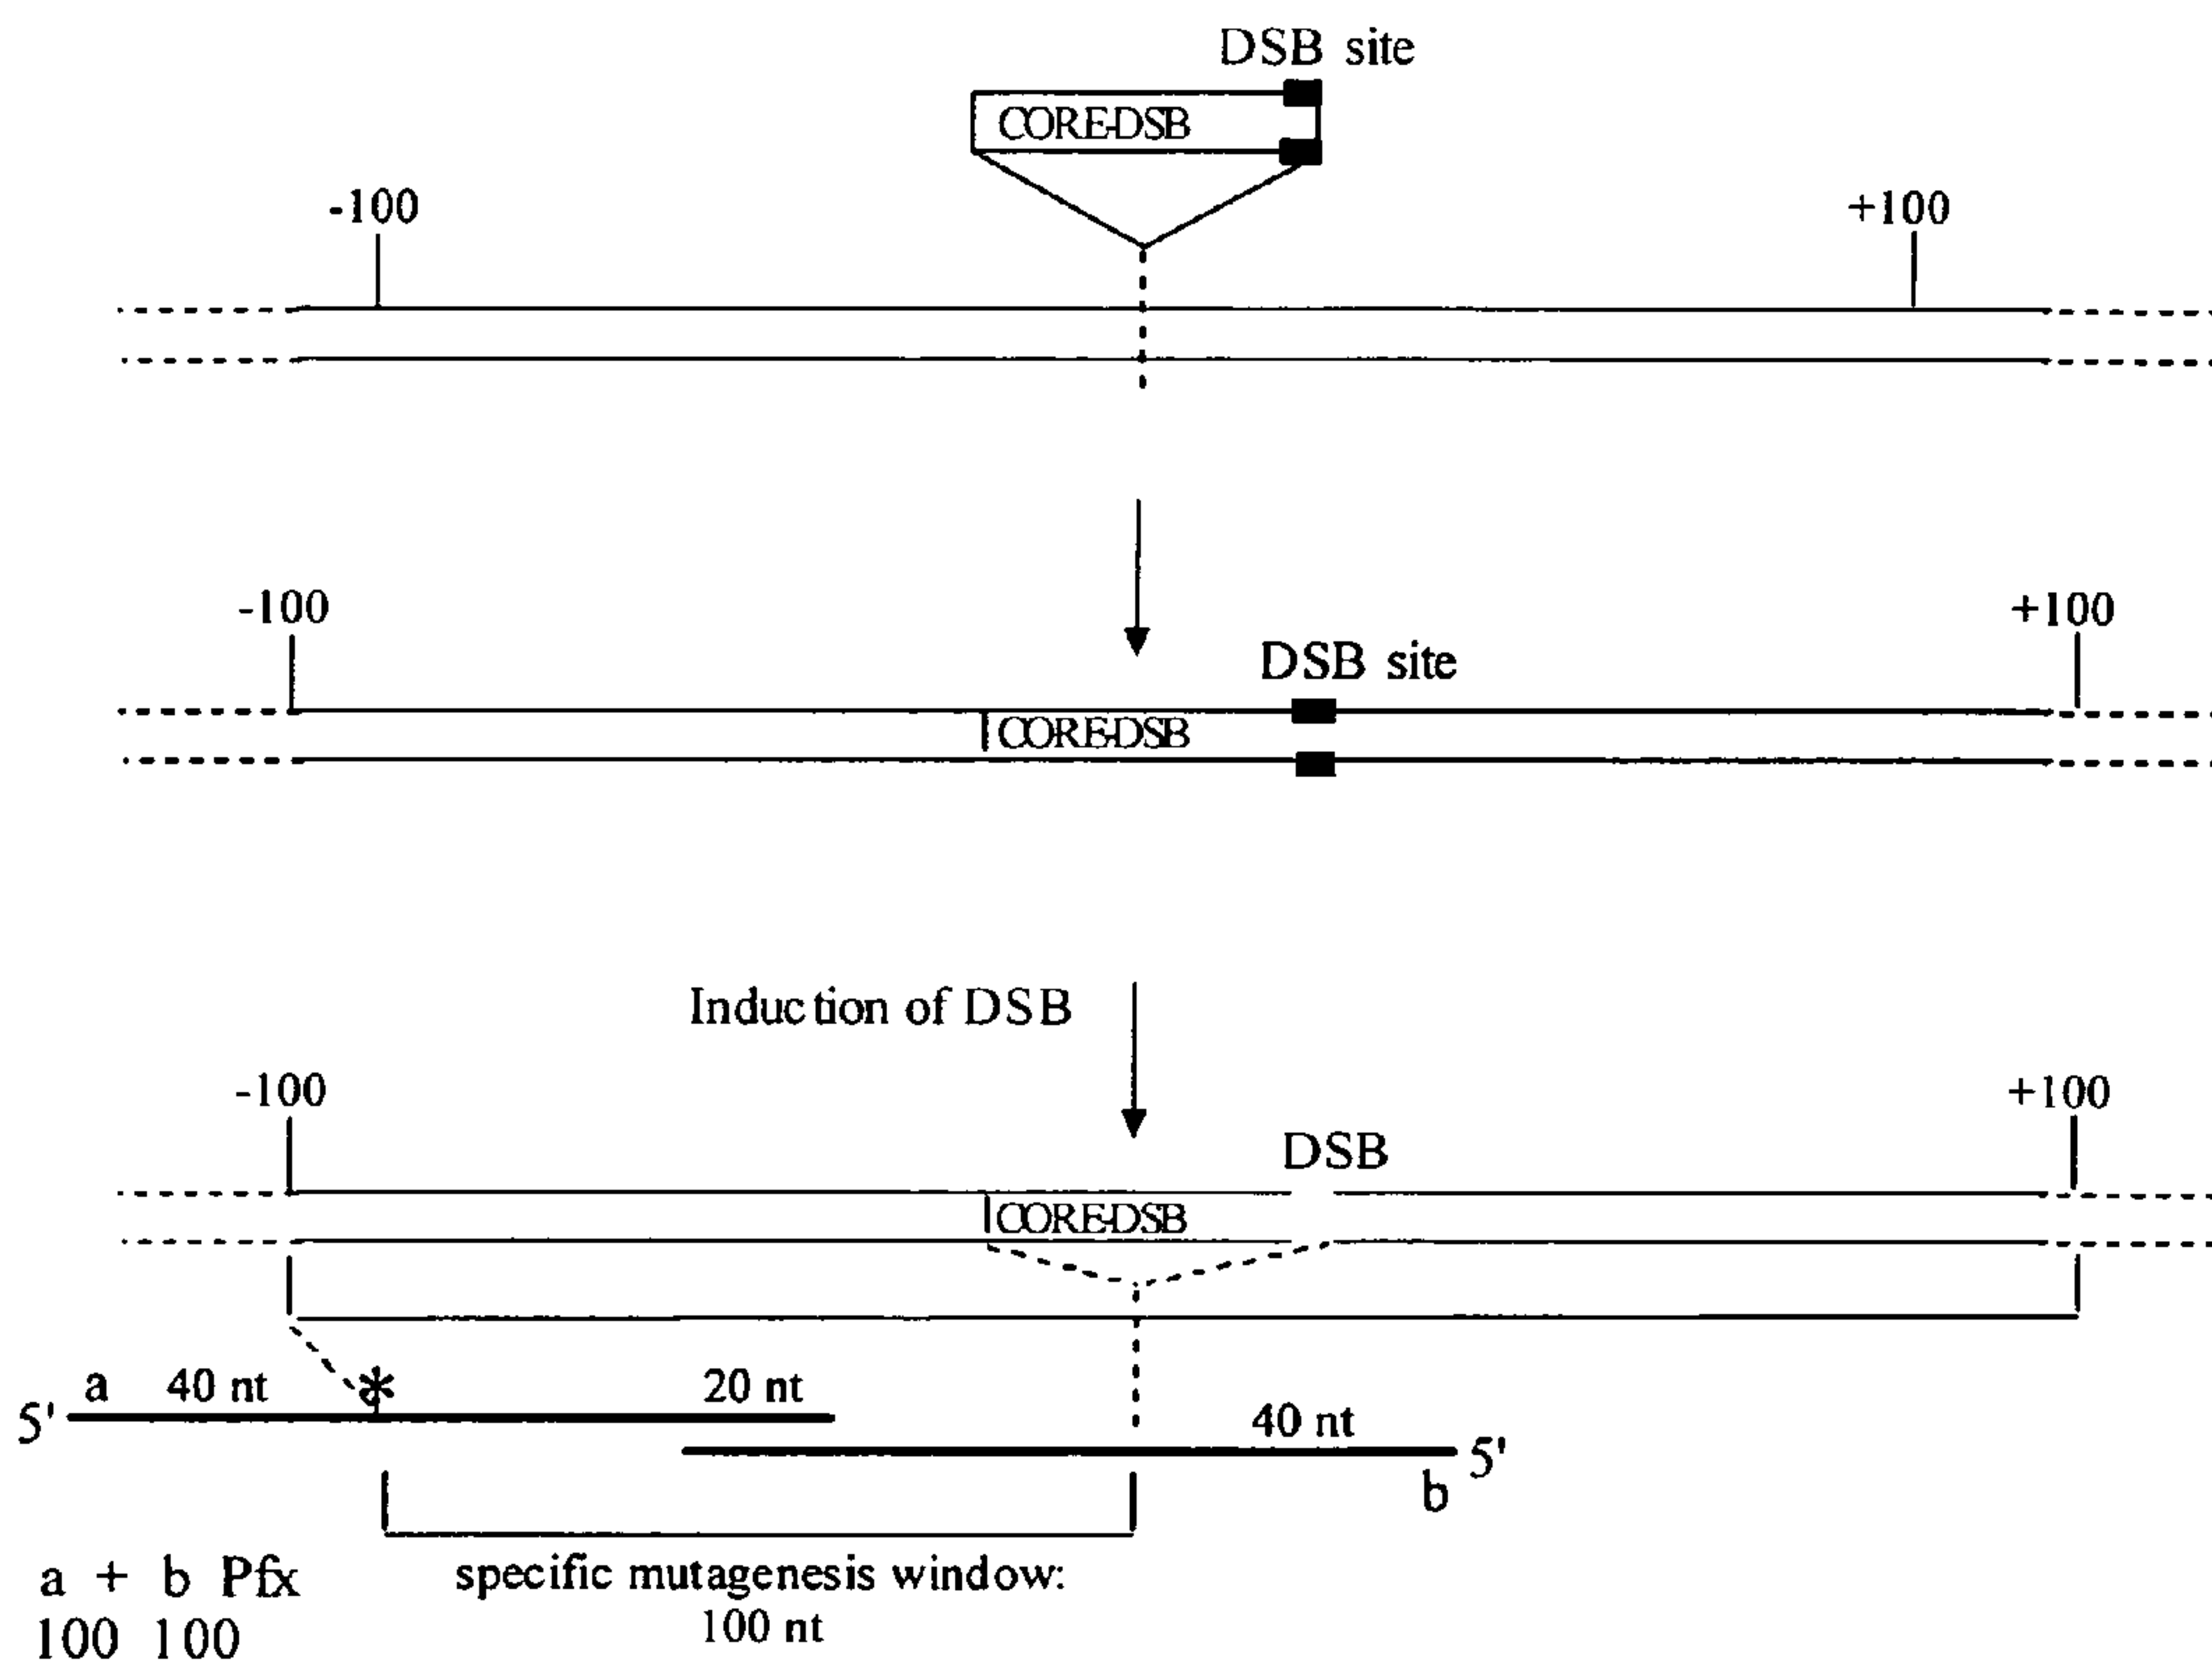 DSB site
CORE-DSB
-100
+100
-100
+100
DSB site
CORE-DSB
Induction of DSB
-100
+100
DSB
CORE-DSB
a 40 nt * 20 nt
5'
40 nt
5'
b
a + b Pfx
100 100
specific mutagenesis window:
100 nt